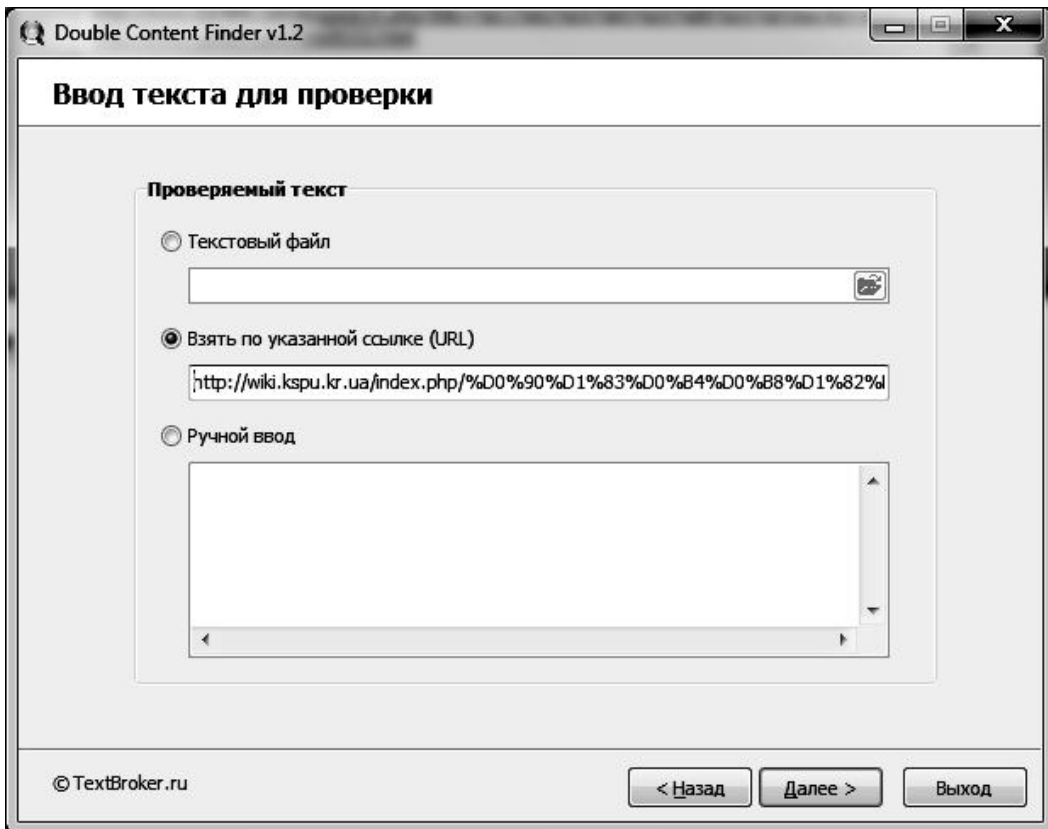 Double Content Finder v1.2
Ввод текста для проверки
Проверяемый текст
Текстовый файл
Взять по указанной ссылке (URL)
http://wiki.kspu.kr.ua/index.php/%D0%90%D1%83%D0%B4%D0%B8%D1%82%
Ручной ввод
© TextBroker.ru
< Назад
Далее >
Выход